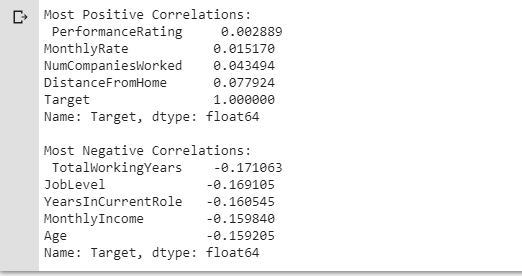 Most Positive Correlations:
 PerformanceRating     0.002889
MonthlyRate           0.015170
NumCompaniesWorked    0.043494
DistanceFromHome      0.077924
Target                1.000000
Name: Target, dtype: float64

Most Negative Correlations:
 TotalWorkingYears    -0.171063
JobLevel             -0.169105
YearsInCurrentRole   -0.160545
MonthlyIncome        -0.159840
Age                  -0.159205
Name: Target, dtype: float64